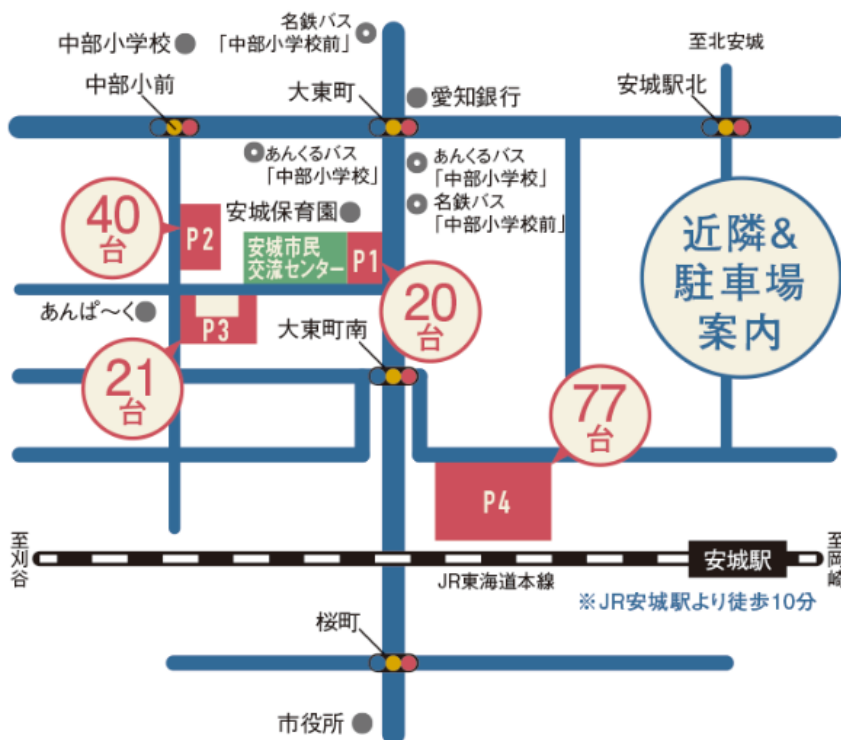 名鉄バス
「中部小学校前」
中部小学校
至北安城
中部小前
大東町
愛知銀行
安城駅北
あんくるバス
「中部小学校」
あんくるバス
「中部小学校」
名鉄バス
「中部小学校前」
40
台
P2
安城保育園
安城市民
交流センター
P1
近隣&
駐車場
案内
20
台
あんぱ~く
P3
大東町南
21
台
77
台
P4
至刈谷
至岡崎
安城駅
JR東海道本線
※JR安城駅より徒歩10分
桜町
市役所